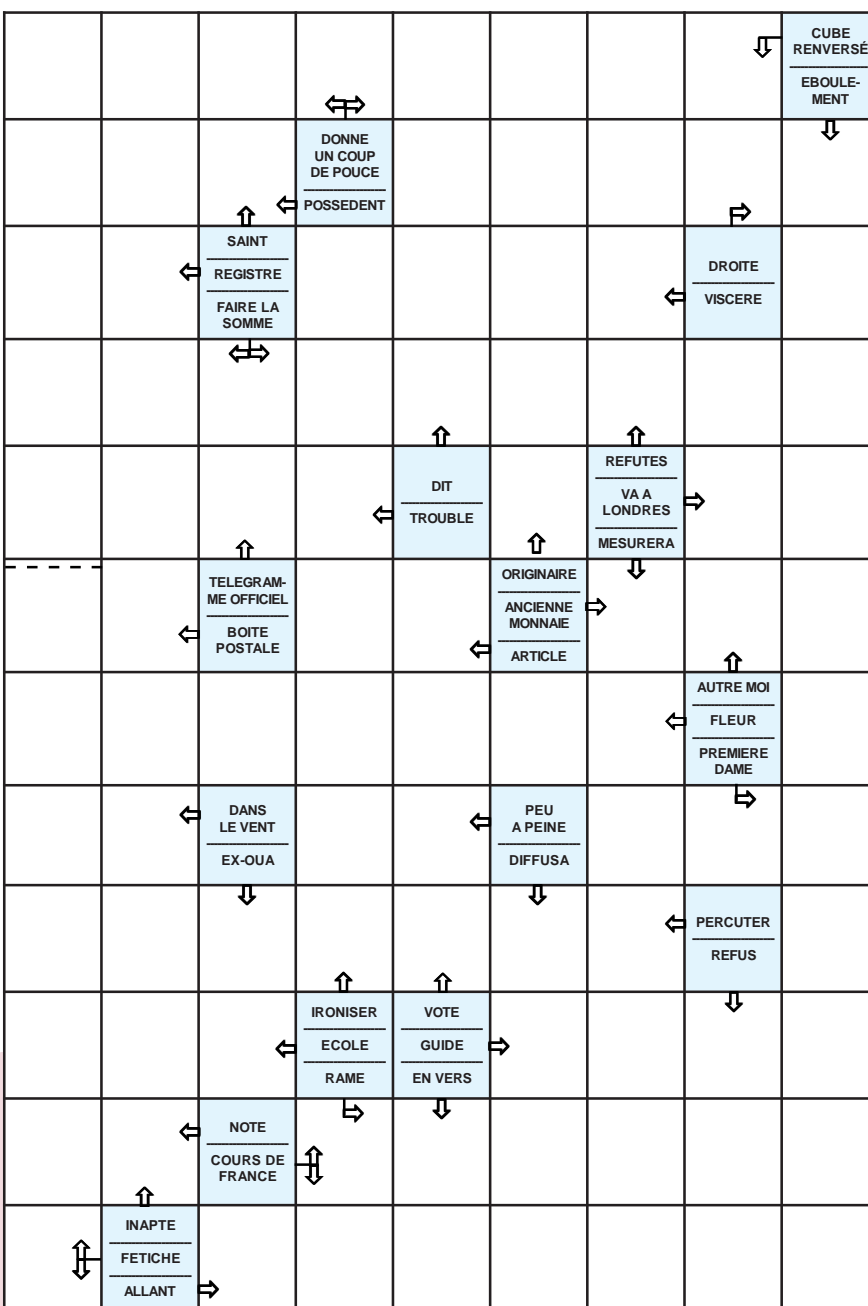 CUBE
RENVERSÉ
EBOULE-
MENT
DONNE
UN COUP
DE POUCE
POSSEDENT
SAINT
REGISTRE
FAIRE LA
SOMME
DROITE
VISCERE
DIT
TROUBLE
REFUTES
VA A
LONDRES
MESURERA
TELEGRAM-
ME OFFICIEL
BOITE
POSTALE
ORIGINAIRE
ANCIENNE
MONNAIE
ARTICLE
AUTRE MOI
FLEUR
PREMIERE
DAME
DANS
LE VENT
EX-OUA
PEU
A PEINE
DIFFUSA
PERCUTER
REFUS
IRONISER
ECOLE
RAME
VOTE
GUIDE
EN VERS
NOTE
COURS DE
FRANCE
INAPTE
FETICHE
ALLANT